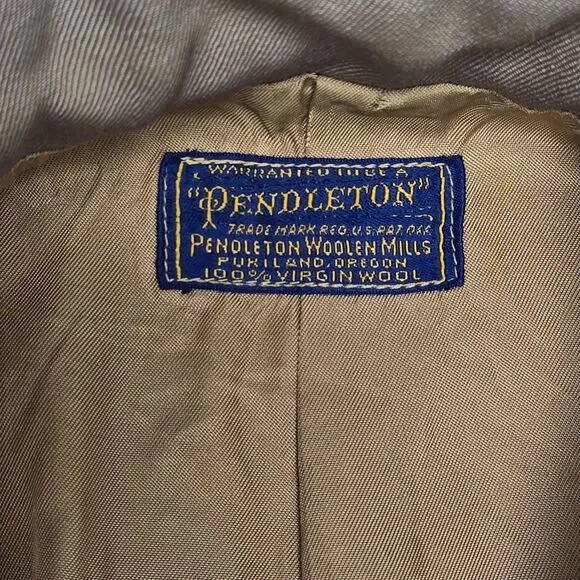 WARRANTED TO BE A
"PENDLETON"
TRADE MARK REG. U.S. PAT. OFF.
PENDLETON WOOLEN MILLS
PORTLAND, OREGON
100% VIRGIN WOOL